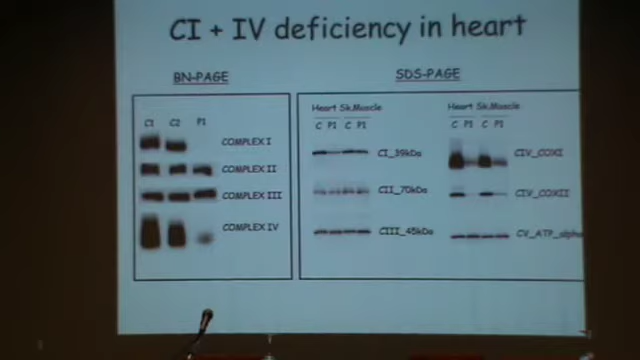 CI + IV deficiency in heart
BN-PAGE
C1 C2 P1
COMPLEX I
COMPLEX II
COMPLEX III
COMPLEX IV
SDS-PAGE
Heart Sk.Muscle
C P1 C P1
CI_39kDa
CII_70kDa
CIII_45kDa
Heart Sk.Muscle
C P1 C P1
CIV_COXI
CIV_COXII
CV_ATP_alpha